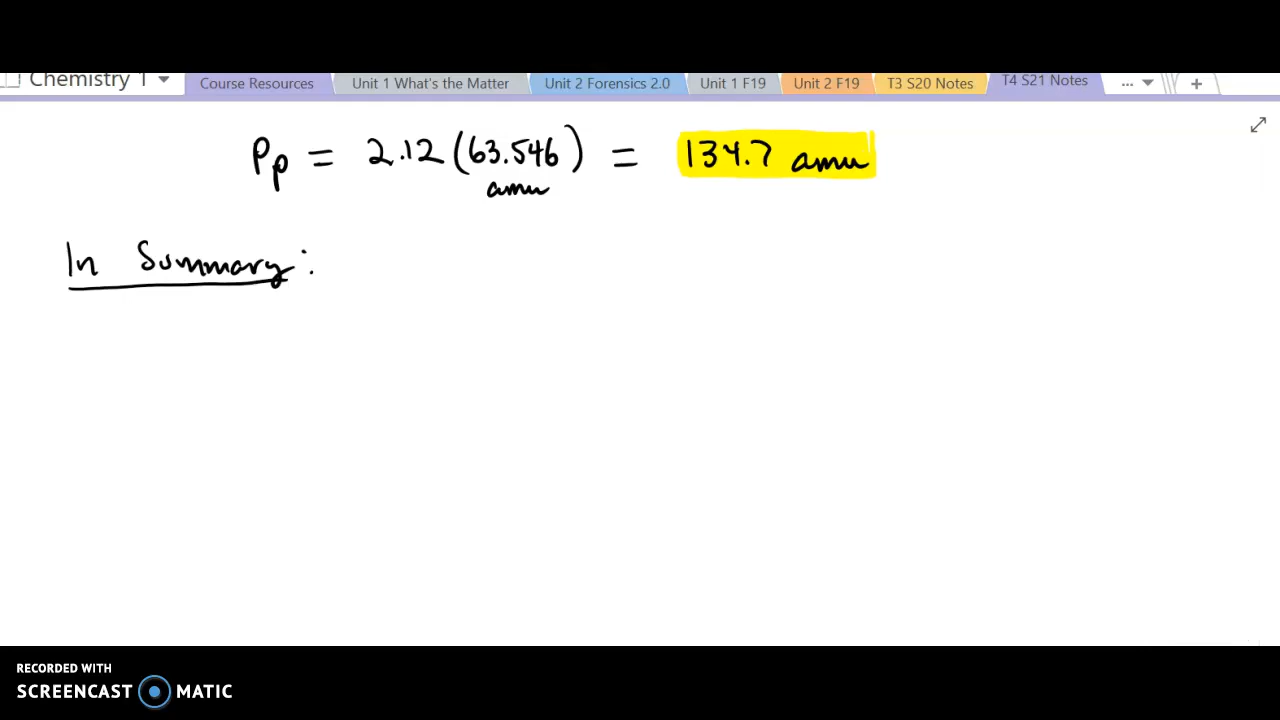 Chemistry 1
Course Resources
Unit 1 What's the Matter
Unit 2 Forensics 2.0
Unit 1 F19
Unit 2 F19
T3 S20 Notes
T4 S21 Notes
...
+
Pp = 2.12 (63.546) = 134.7 amu
amu
In Summary:
RECORDED WITH
SCREENCAST MATIC